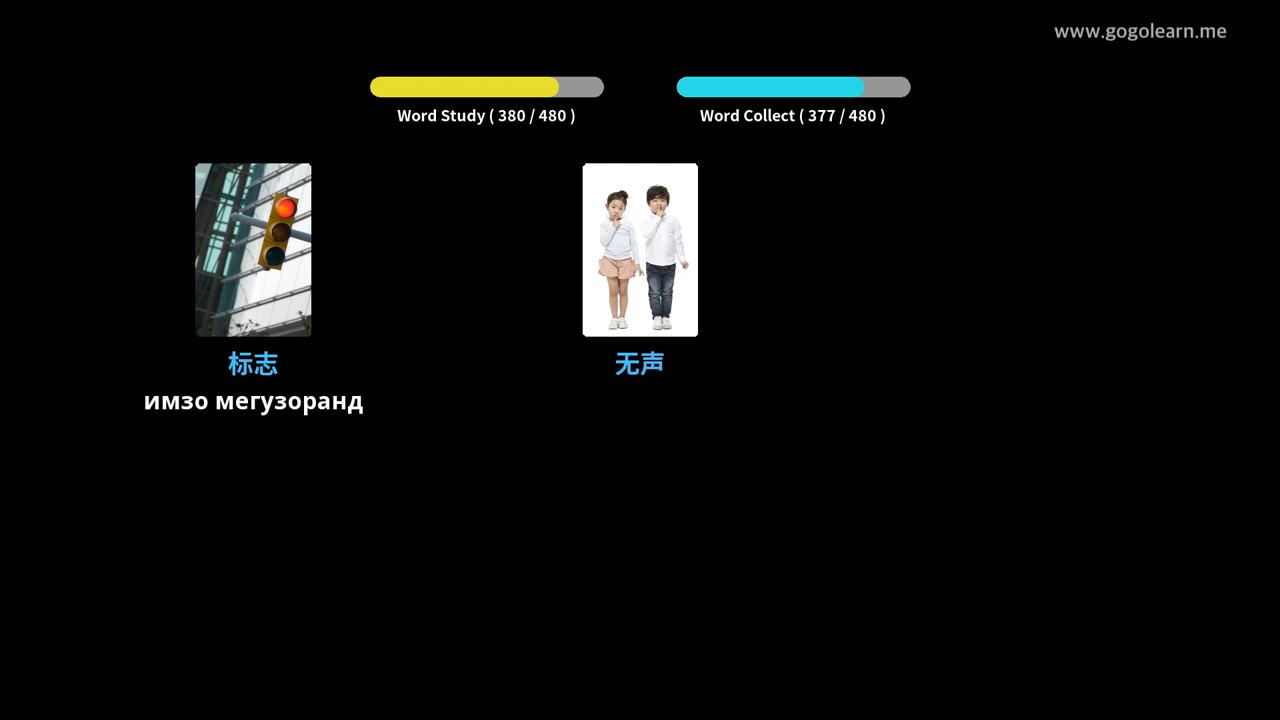 www.gogolearn.me
Word Study ( 380 / 480 )
Word Collect ( 377 / 480 )
标志
无声
имзо мегузоранд